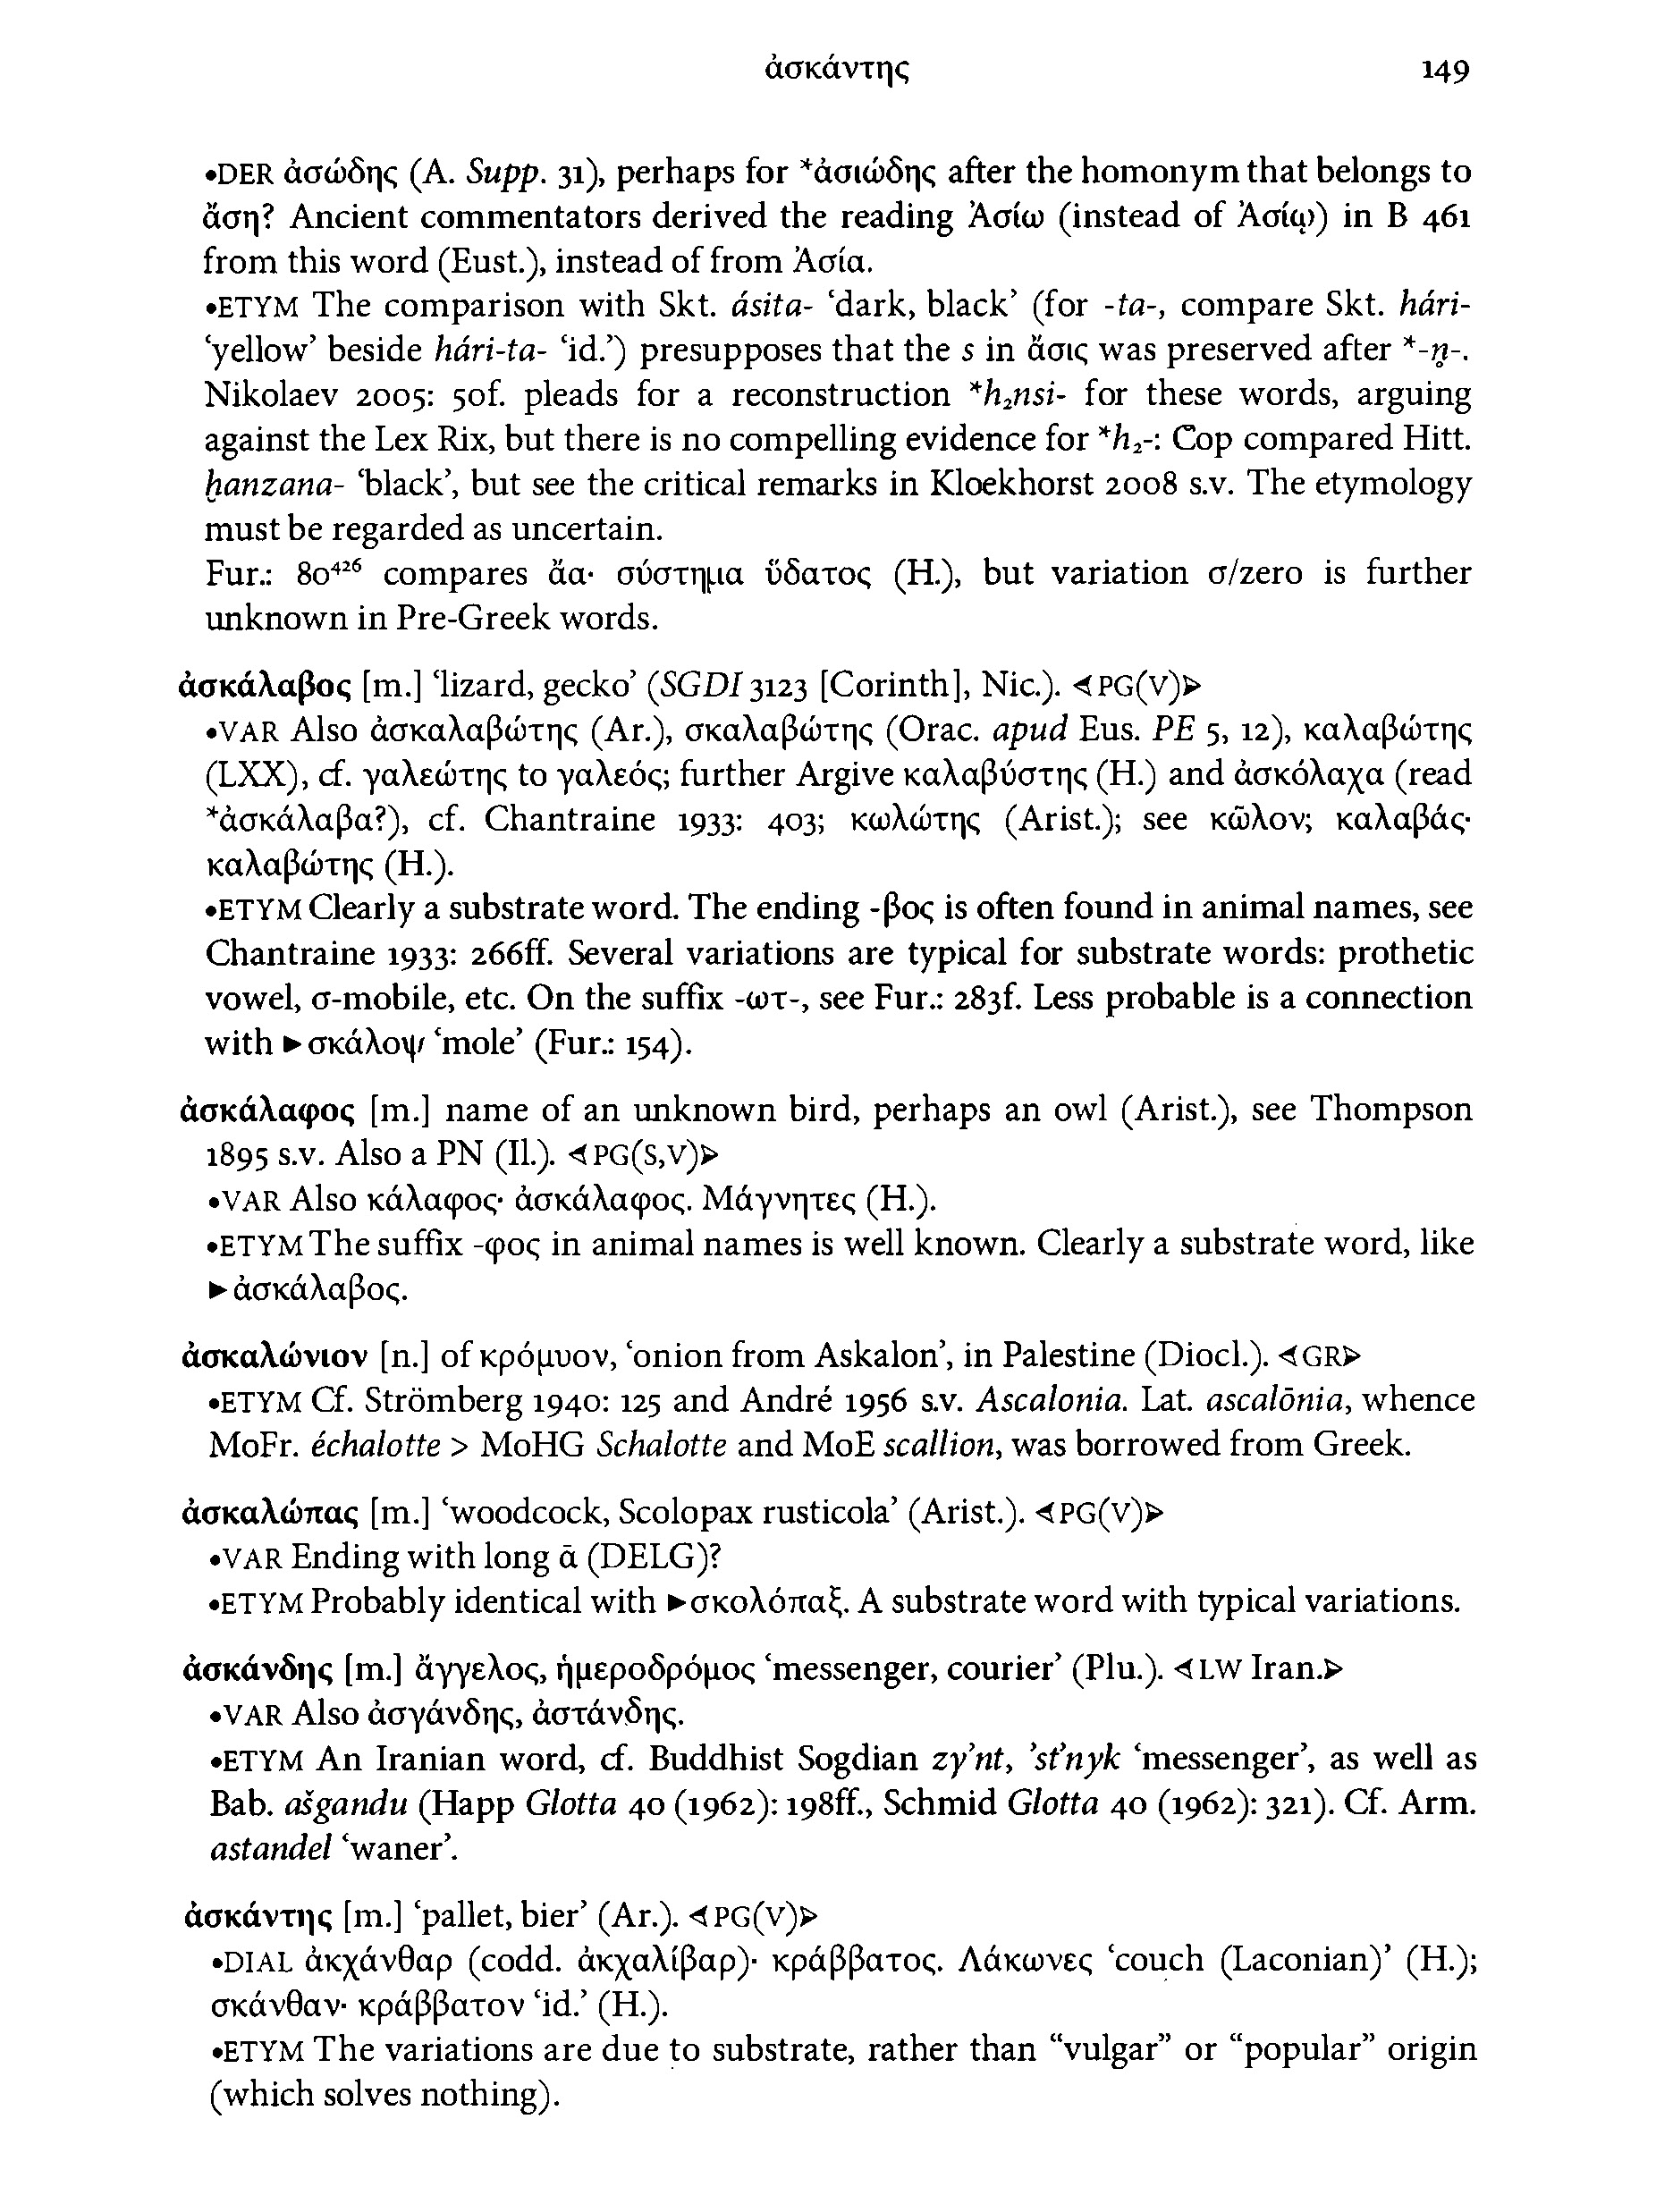 ἀσκάντης 149
•DER ἀσώδης (A. Supp. 31), perhaps for *ἀσιώδης after the homonym that belongs to
ἄση? Ancient commentators derived the reading Ἀσίω (instead of Ἀσίῳ) in B 461
from this word (Eust.), instead of from Ἀσία.
•ETYM The comparison with Skt. ásita- ‘dark, black’ (for -ta-, compare Skt. hári-
‘yellow’ beside hári-ta- ‘id.’) presupposes that the s in ἄσις was preserved after *-n̥-.
Nikolaev 2005: 50f. pleads for a reconstruction *h₂nsi- for these words, arguing
against the Lex Rix, but there is no compelling evidence for *h₂-: Čop compared Hitt.
ḫanzana- ‘black’, but see the critical remarks in Kloekhorst 2008 s.v. The etymology
must be regarded as uncertain.
Fur.: 80⁴²⁶ compares ἄα· σύστημα ὕδατος (H.), but variation σ/zero is further
unknown in Pre-Greek words.
ἀσκάλαβος [m.] ‘lizard, gecko’ (SGDI 3123 [Corinth], Nic.). ◁PG(V)▷
•VAR Also ἀσκαλαβώτης (Ar.), σκαλαβώτης (Orac. apud Eus. PE 5, 12), καλαβώτης
(LXX), cf. γαλεώτης to γαλεός; further Argive καλαβύστης (H.) and ἀσκόλαχα (read
*ἀσκάλαβα?), cf. Chantraine 1933: 403; κωλώτης (Arist.); see κῶλον; καλαβάς·
καλαβώτης (H.).
•ETYM Clearly a substrate word. The ending -βος is often found in animal names, see
Chantraine 1933: 266ff. Several variations are typical for substrate words: prothetic
vowel, σ-mobile, etc. On the suffix -ωτ-, see Fur.: 283f. Less probable is a connection
with ►σκάλοψ ‘mole’ (Fur.: 154).
ἀσκάλαφος [m.] name of an unknown bird, perhaps an owl (Arist.), see Thompson
1895 s.v. Also a PN (Il.). ◁PG(S,V)▷
•VAR Also κάλαφος· ἀσκάλαφος. Μάγνητες (H.).
•ETYM The suffix -φος in animal names is well known. Clearly a substrate word, like
►ἀσκάλαβος.
ἀσκαλώνιον [n.] of κρόμυον, ‘onion from Askalon’, in Palestine (Diocl.). ◁GR▷
•ETYM Cf. Strömberg 1940: 125 and André 1956 s.v. Ascalonia. Lat. ascalōnia, whence
MoFr. échalotte > MoHG Schalotte and MoE scallion, was borrowed from Greek.
ἀσκαλώπας [m.] ‘woodcock, Scolopax rusticola’ (Arist.). ◁PG(V)▷
•VAR Ending with long ā (DELG)?
•ETYM Probably identical with ►σκολόπαξ. A substrate word with typical variations.
ἀσκάνδης [m.] ἄγγελος, ἡμεροδρόμος ‘messenger, courier’ (Plu.). ◁LW Iran.▷
•VAR Also ἀσγάνδης, ἀστάνδης.
•ETYM An Iranian word, cf. Buddhist Sogdian zy’nt, ’st’nyk ‘messenger’, as well as
Bab. ašgandu (Happ Glotta 40 (1962): 198ff., Schmid Glotta 40 (1962): 321). Cf. Arm.
astandel ‘waner’.
ἀσκάντης [m.] ‘pallet, bier’ (Ar.). ◁PG(V)▷
•DIAL ἀκχάνθαρ (codd. ἀκχαλίβαρ)· κράββατος. Λάκωνες ‘couch (Laconian)’ (H.);
σκάνθαν· κράββατον ‘id.’ (H.).
•ETYM The variations are due to substrate, rather than “vulgar” or “popular” origin
(which solves nothing).